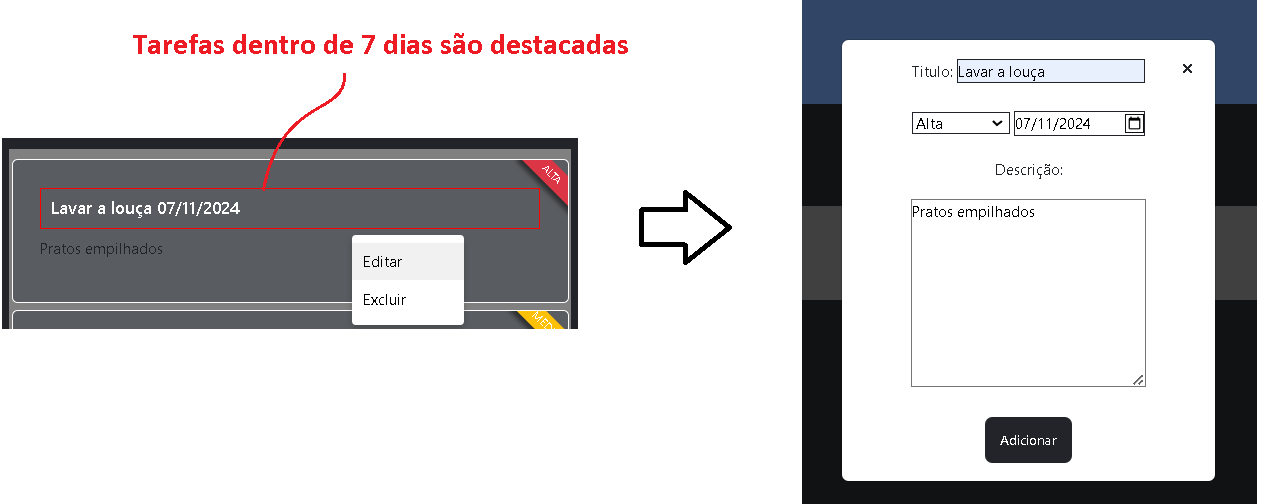 Tarefas dentro de 7 dias são destacadas
ALTA
Lavar a louça 07/11/2024
Pratos empilhados
Editar
Excluir
Titulo: Lavar a louça
×
Alta 07/11/2024
Descrição:
Pratos empilhados
Adicionar